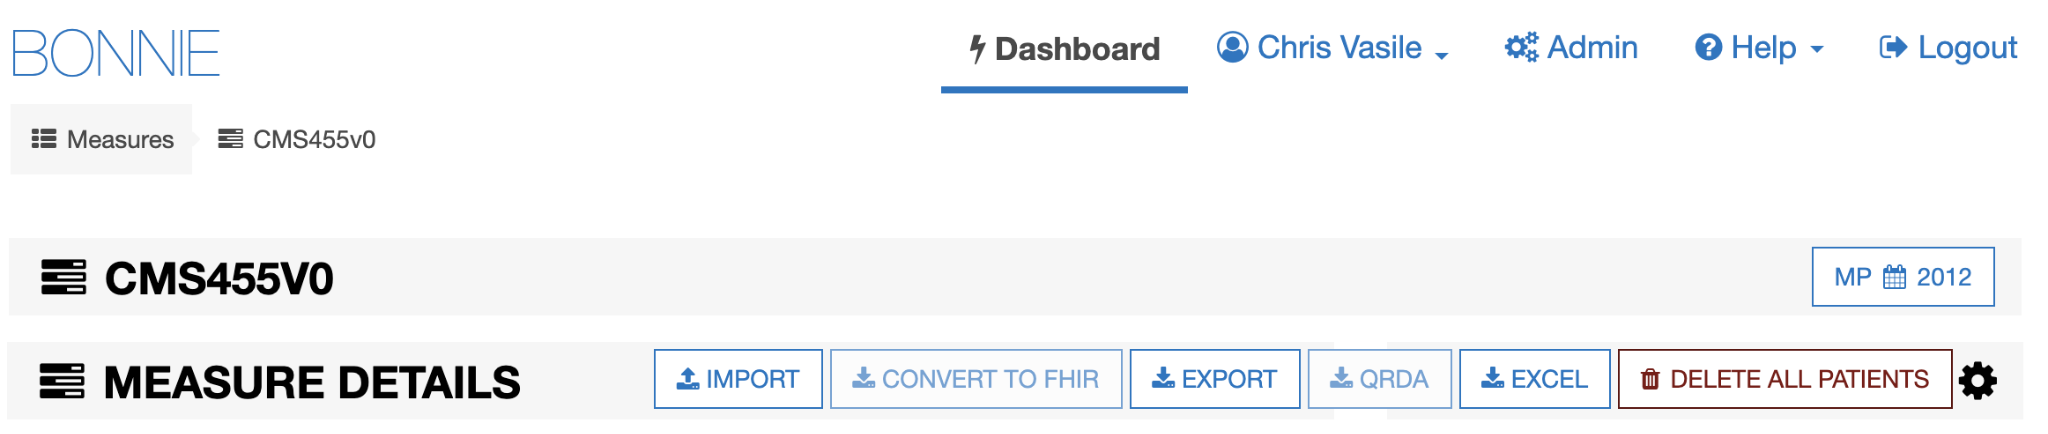 BONNIE Dashboard Chris Vasile Admin Help Logout
Measures CMS455v0
CMS455V0 MP 2012
MEASURE DETAILS IMPORT CONVERT TO FHIR EXPORT QRDA EXCEL DELETE ALL PATIENTS